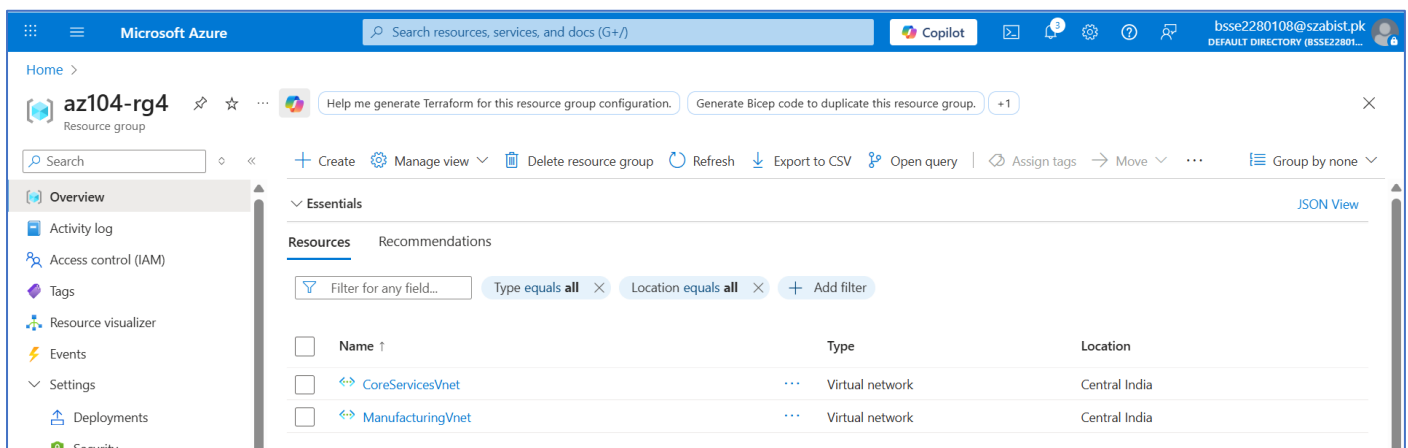 Microsoft Azure
Search resources, services, and docs (G+/)
Copilot
3
bsse2280108@szabist.pk
DEFAULT DIRECTORY (BSSE22801...
Home >
az104-rg4
Resource group
Help me generate Terraform for this resource group configuration.
Generate Bicep code to duplicate this resource group.
+1
Search
Create
Manage view
Delete resource group
Refresh
Export to CSV
Open query
Assign tags
Move
Group by none
Overview
Activity log
Access control (IAM)
Tags
Resource visualizer
Events
Settings
Deployments
Security
Essentials
JSON View
Resources
Recommendations
Filter for any field...
Type equals all
Location equals all
Add filter
Name ↑
Type
Location
CoreServicesVnet
Virtual network
Central India
ManufacturingVnet
Virtual network
Central India